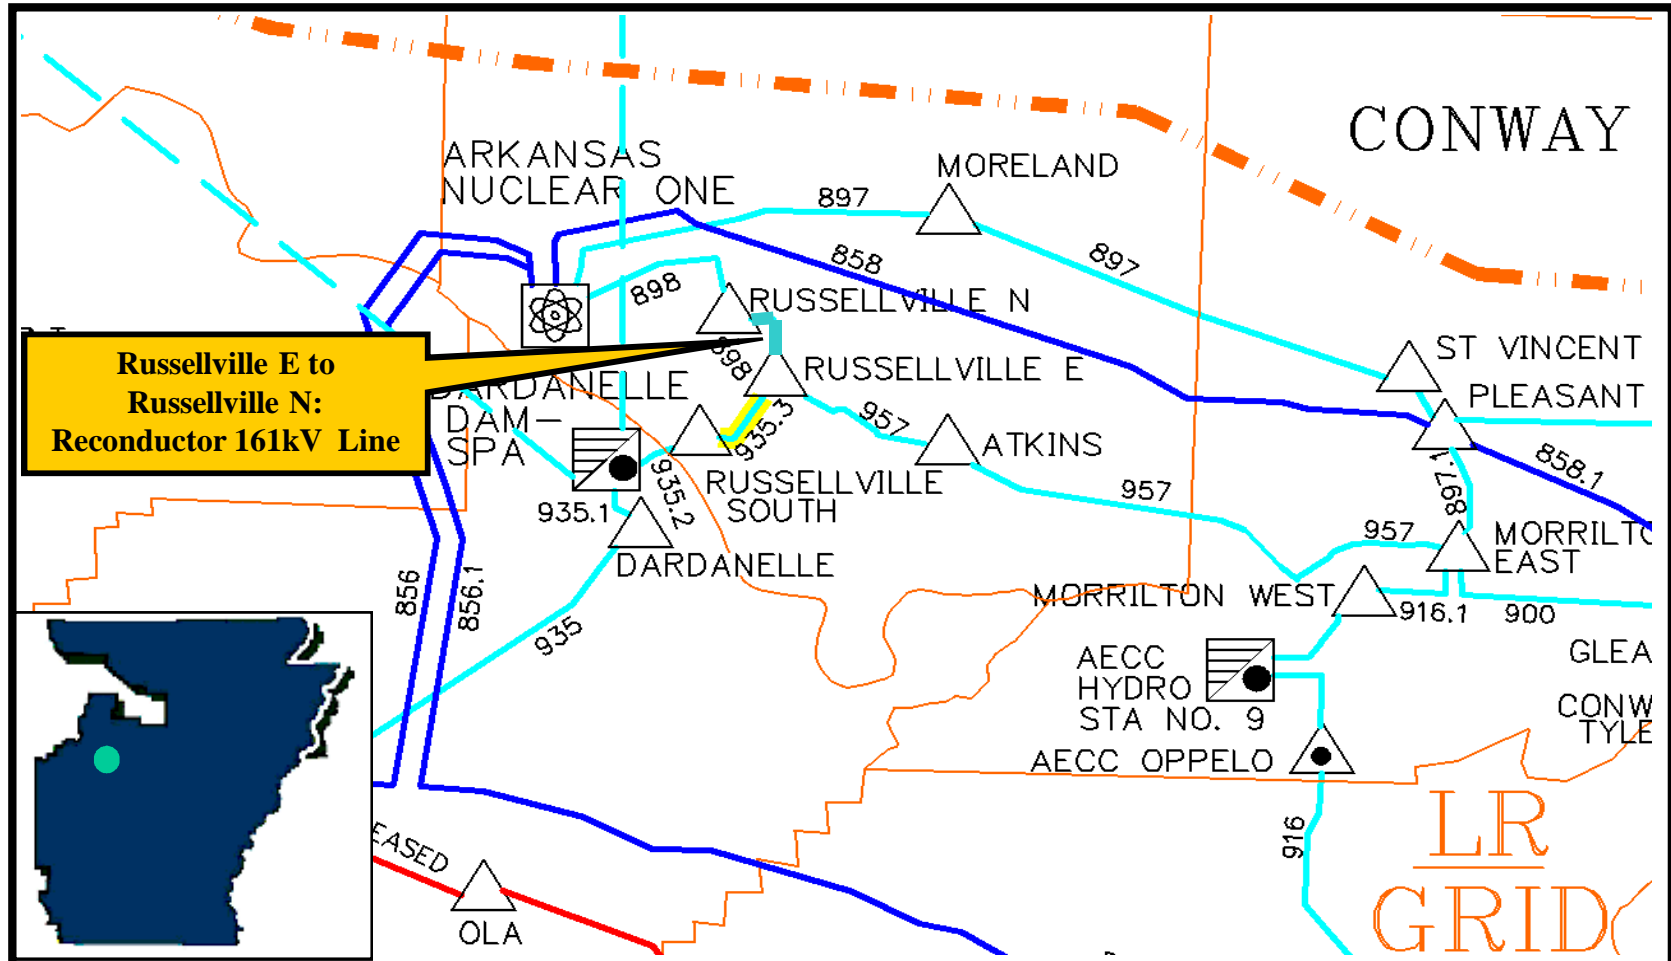 CONWAY
ARKANSAS
NUCLEAR ONE
MORELAND
897
897
858
898
RUSSELLVILLE N
898
RUSSELLVILLE E
ST VINCENT
PLEASANT
Russellville E to
Russellville N:
Reconductor 161kV Line
DARDANELLE
DAM-
SPA
935.3
957
ATKINS
858.1
897.1
RUSSELLVILLE
SOUTH
935.2
935.1
957
957
MORRILTO
EAST
DARDANELLE
856
856.1
935
MORRILTON WEST
916.1
900
AECC
HYDRO
STA NO. 9
GLEA
CONW
TYLE
AECC OPPELO
916
LR
GRID
EASED
OLA